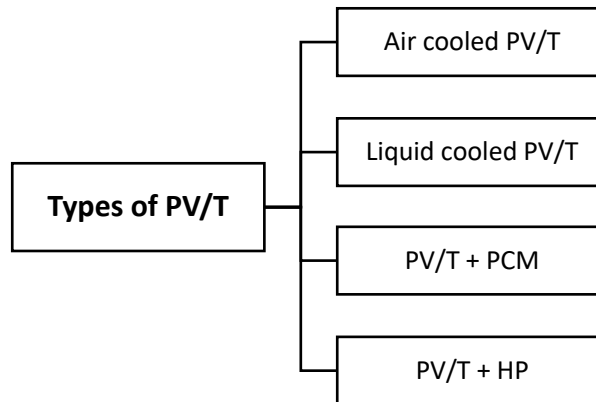 Air cooled PV/T
Liquid cooled PV/T
Types of PV/T
PV/T + PCM
PV/T + HP